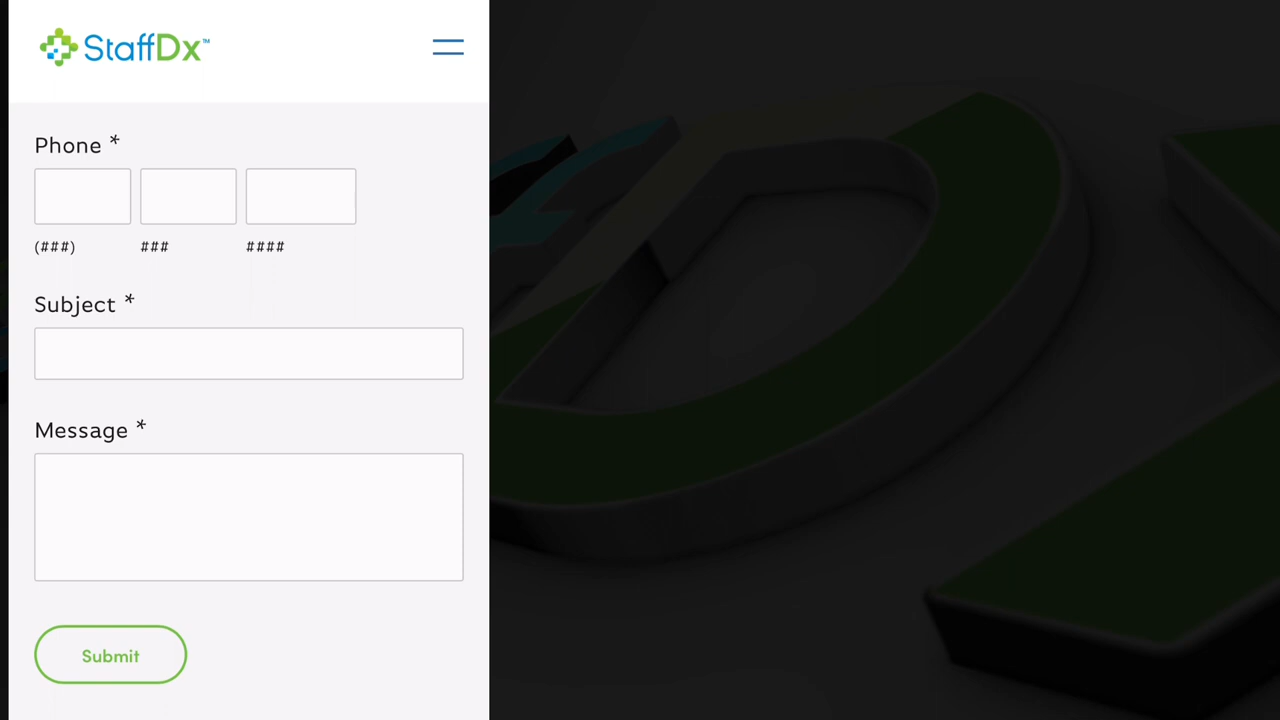 StaffDx™
Phone *
(###) ### ####
Subject *
Message *
Submit